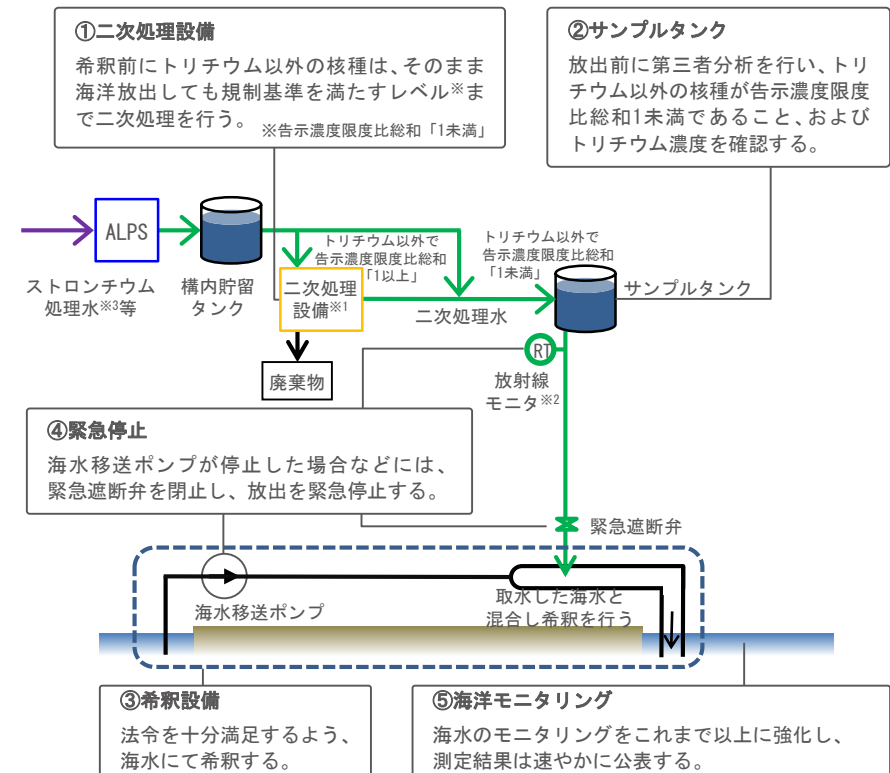 ①二次処理設備
希釈前にトリチウム以外の核種は、そのまま
海洋放出しても規制基準を満たすレベル※ま
で二次処理を行う。
※告示濃度限度比総和「1未満」
②サンプルタンク
放出前に第三者分析を行い、トリ
チウム以外の核種が告示濃度限度
比総和1未満であること、および
トリチウム濃度を確認する。
ALPS
ストロンチウム
処理水※3等
構内貯留
タンク
トリチウム以外で
告示濃度限度比総和
「1以上」
トリチウム以外で
告示濃度限度比総和
「1未満」
二次処理
設備※1
二次処理水
サンプルタンク
廃棄物
RT
放射線
モニタ※2
④緊急停止
海水移送ポンプが停止した場合などには、
緊急遮断弁を閉止し、放出を緊急停止する。
緊急遮断弁
海水移送ポンプ
取水した海水と
混合し希釈を行う
③希釈設備
法令を十分満足するよう、
海水にて希釈する。
⑤海洋モニタリング
海水のモニタリングをこれまで以上に強化し、
測定結果は速やかに公表する。